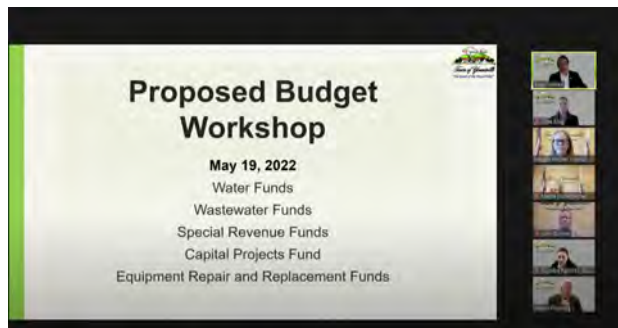 Proposed Budget
Workshop
May 19, 2022
Water Funds
Wastewater Funds
Special Revenue Funds
Capital Projects Fund
Equipment Repair and Replacement Funds